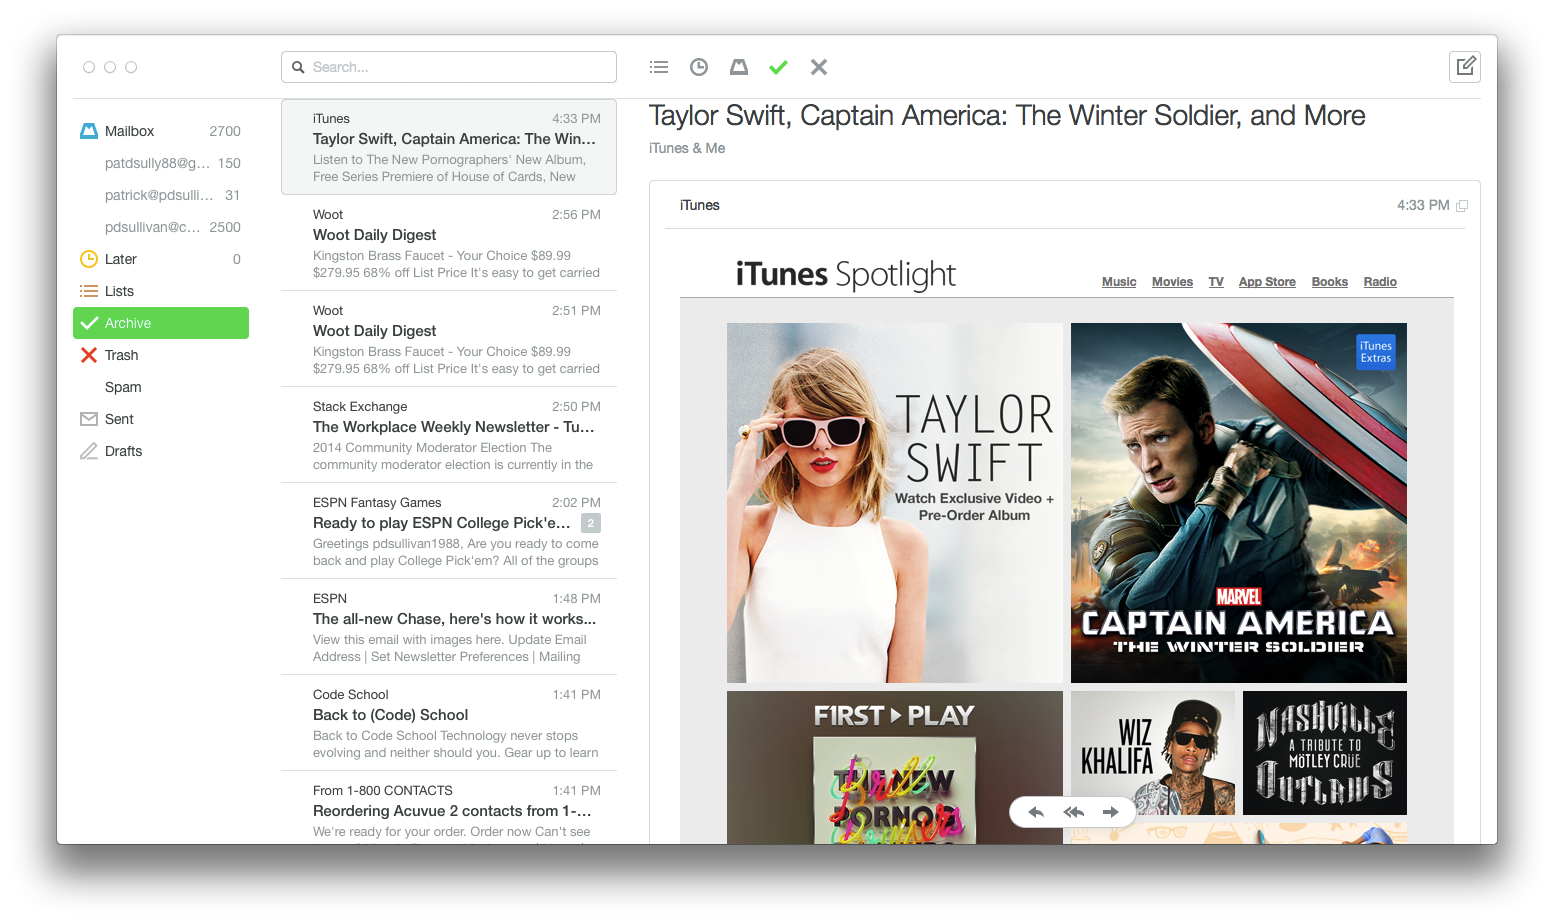 Search...
Mailbox 2700
patdsully88@g... 150
patrick@pdsulli... 31
pdsullivan@c... 2500
Later 0
Lists
Archive
Trash
Spam
Sent
Drafts
iTunes 4:33 PM
Taylor Swift, Captain America: The Win...
Listen to The New Pornographers' New Album,
Free Series Premiere of House of Cards, New
Woot 2:56 PM
Woot Daily Digest
Kingston Brass Faucet - Your Choice $89.99
$279.95 68% off List Price It's easy to get carried
Woot 2:51 PM
Woot Daily Digest
Kingston Brass Faucet - Your Choice $89.99
$279.95 68% off List Price It's easy to get carried
Stack Exchange 2:50 PM
The Workplace Weekly Newsletter - Tu...
2014 Community Moderator Election The
community moderator election is currently in the
ESPN Fantasy Games 2:02 PM
Ready to play ESPN College Pick'e... 2
Greetings pdsullivan1988, Are you ready to come
back and play College Pick'em? All of the groups
ESPN 1:48 PM
The all-new Chase, here's how it works...
View this email with images here. Update Email
Address | Set Newsletter Preferences | Mailing
Code School 1:41 PM
Back to (Code) School
Back to Code School Technology never stops
evolving and neither should you. Gear up to learn
From 1-800 CONTACTS 1:41 PM
Reordering Acuvue 2 contacts from 1-...
We're ready for your order. Order now Can't see
Taylor Swift, Captain America: The Winter Soldier, and More
iTunes & Me
iTunes 4:33 PM
iTunes Spotlight
Music Movies TV App Store Books Radio
TAYLOR
SWIFT
Watch Exclusive Video +
Pre-Order Album
iTunes
Extras
MARVEL
CAPTAIN AMERICA
THE WINTER SOLDIER
FIRST PLAY
THE NEW
PORNOG
Brill
Bruisers
WIZ
KHALIFA
NASHVILLE
A TRIBUTE TO
MÖTLEY CRÜE
OUTLAWS